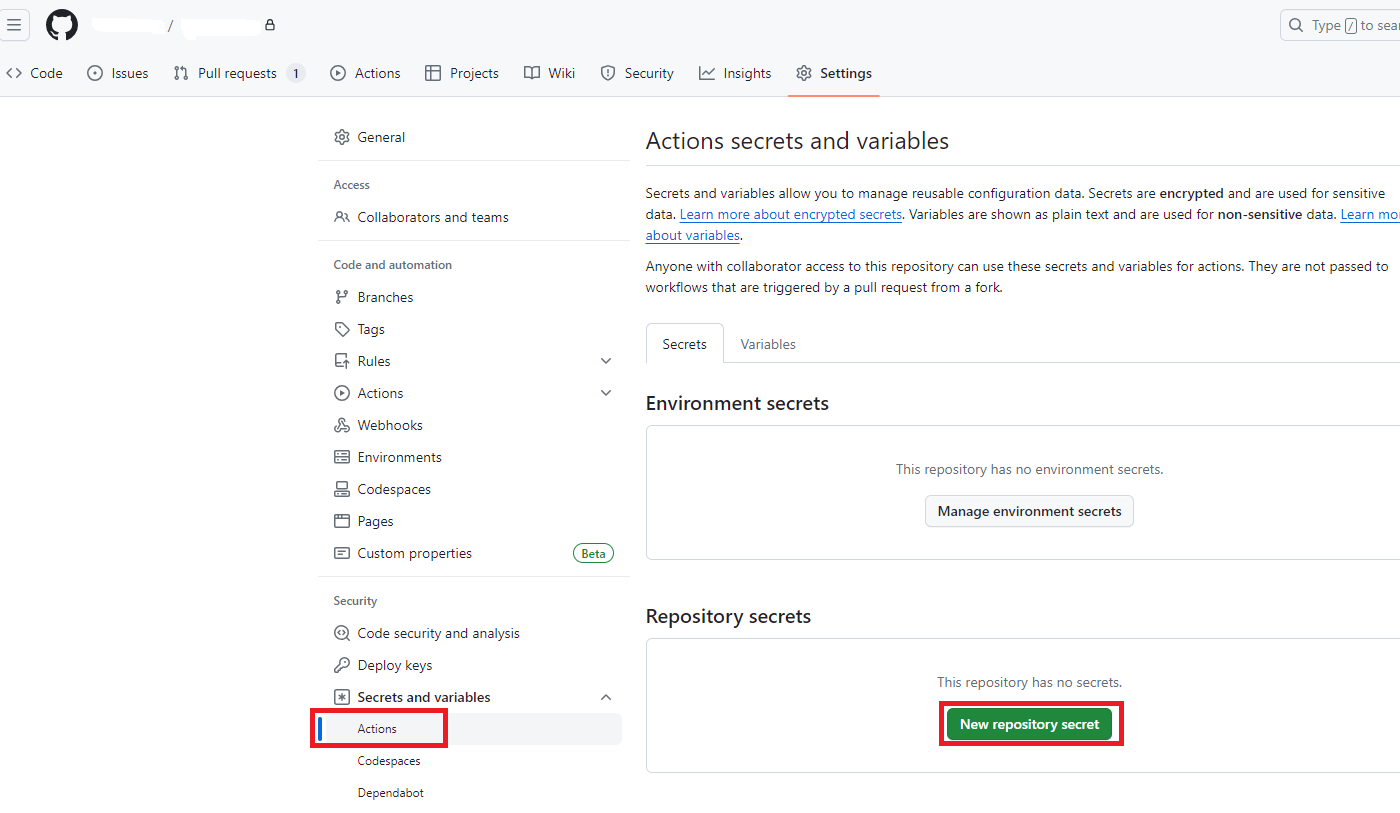 /
Type / to sear
Code
Issues
Pull requests 1
Actions
Projects
Wiki
Security
Insights
Settings
General
Access
Collaborators and teams
Code and automation
Branches
Tags
Rules
Actions
Webhooks
Environments
Codespaces
Pages
Custom properties Beta
Security
Code security and analysis
Deploy keys
Secrets and variables
Actions
Codespaces
Dependabot
Actions secrets and variables
Secrets and variables allow you to manage reusable configuration data. Secrets are encrypted and are used for sensitive
data. Learn more about encrypted secrets. Variables are shown as plain text and are used for non-sensitive data. Learn mo
about variables.
Anyone with collaborator access to this repository can use these secrets and variables for actions. They are not passed to
workflows that are triggered by a pull request from a fork.
Secrets
Variables
Environment secrets
This repository has no environment secrets.
Manage environment secrets
Repository secrets
This repository has no secrets.
New repository secret